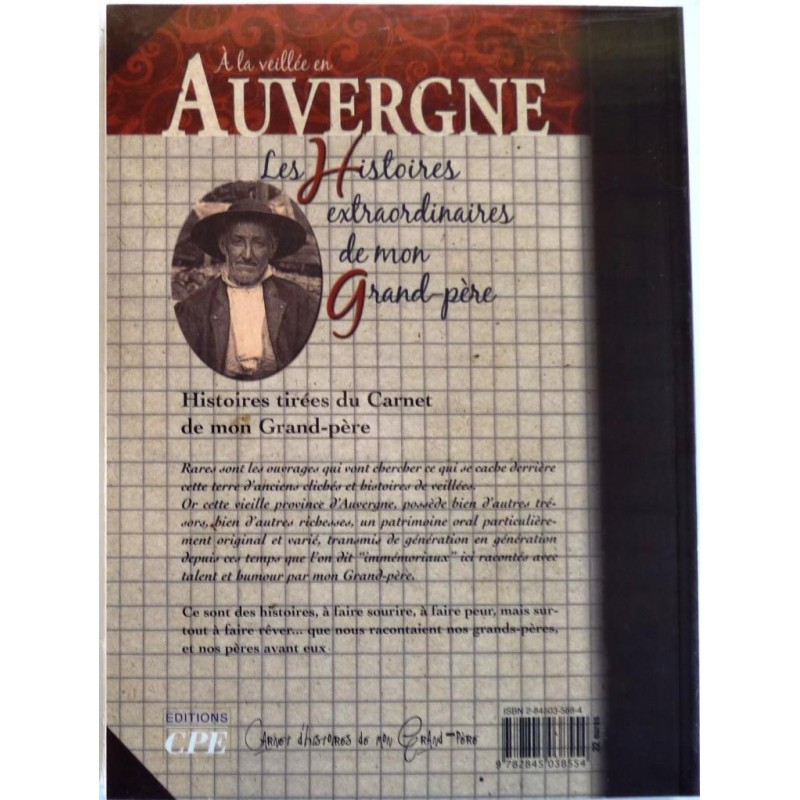 À la veillée en
AUVERGNE
Les Histoires
extraordinaires
de mon
Grand-père
Histoires tirées du Carnet
de mon Grand-père
Rares sont les ouvrages qui vont chercher ce qui se cache derrière
cette terre d'anciens clichés et histoires de veillées.
Or cette vieille province d'Auvergne, possède bien d'autres tré-
sors, bien d'autres richesses, un patrimoine oral particulière-
ment original et varié, transmis de génération en génération
depuis ces temps que l'on dit "immémoriaux" ici racontés avec
talent et humour par mon Grand-père.
Ce sont des histoires, à faire sourire, à faire peur, mais sur-
tout à faire rêver... que nous racontaient nos grands-pères,
et nos pères avant eux
EDITIONS
CPE
Carnet d'histoires de mon Grand-Père
ISBN 2-84503-588-4
9 782845 038554
22 euros